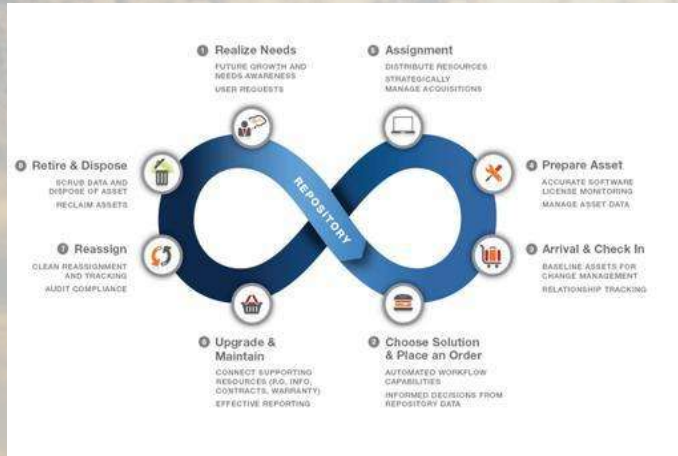 1 Realize Needs
FUTURE GROWTH AND
NEEDS AWARENESS
USER REQUESTS
5 Assignment
DISTRIBUTE RESOURCES
STRATEGICALLY
MANAGE ACQUISITIONS
8 Retire & Dispose
SCRUB DATA AND
DISPOSE OF ASSET
RECLAIM ASSETS
4 Prepare Asset
ACCURATE SOFTWARE
LICENSE MONITORING
MANAGE ASSET DATA
REPOSITORY
7 Reassign
CLEAN REASSIGNMENT
AND TRACKING
AUDIT COMPLIANCE
3 Arrival & Check In
BASELINE ASSETS FOR
CHANGE MANAGEMENT
RELATIONSHIP TRACKING
6 Upgrade &
Maintain
CONNECT SUPPORTING
RESOURCES (P.O, INFO,
CONTRACTS, WARRANTY)
EFFECTIVE REPORTING
2 Choose Solution
& Place an Order
AUTOMATED WORKFLOW
CAPABILITIES
INFORMED DECISIONS FROM
REPOSITORY DATA